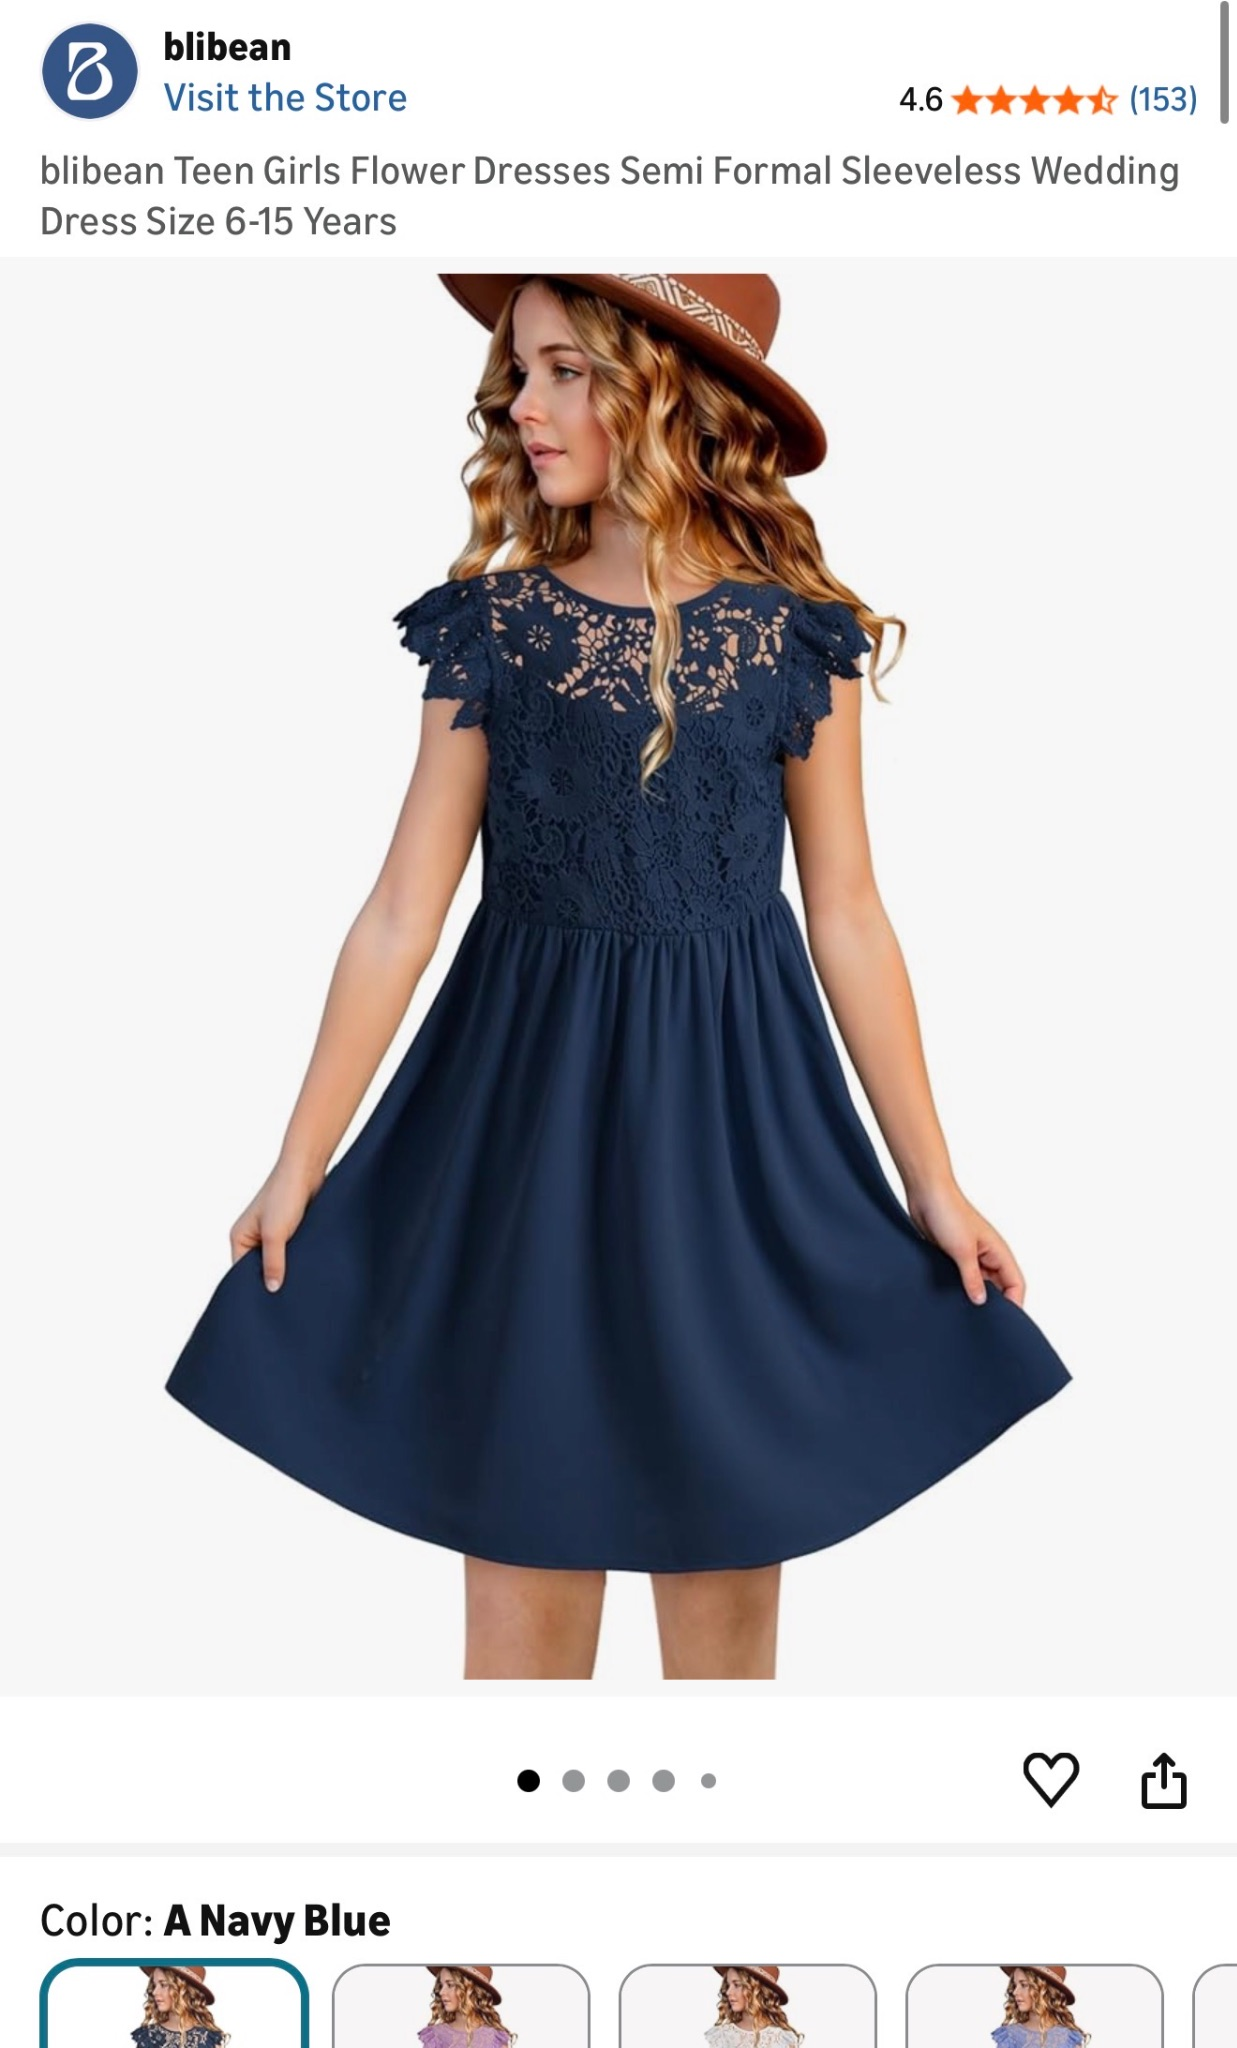 blibean
Visit the Store
4.6 (153)
blibean Teen Girls Flower Dresses Semi Formal Sleeveless Wedding
Dress Size 6-15 Years
Color: A Navy Blue